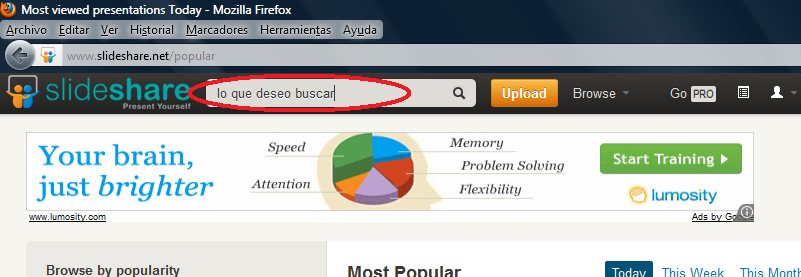 Most viewed presentations Today - Mozilla Firefox
Archivo Editar Ver Historial Marcadores Herramientas Ayuda
www.slideshare.net/popular
slideshare
Present Yourself
lo que deseo buscar
Upload
Browse
Go PRO
Your brain,
just brighter
Speed
Attention
Memory
Problem Solving
Flexibility
Start Training
lumosity
www.lumosity.com
Ads by Go
Browse by popularity
Most Popular
Today This Week This Month